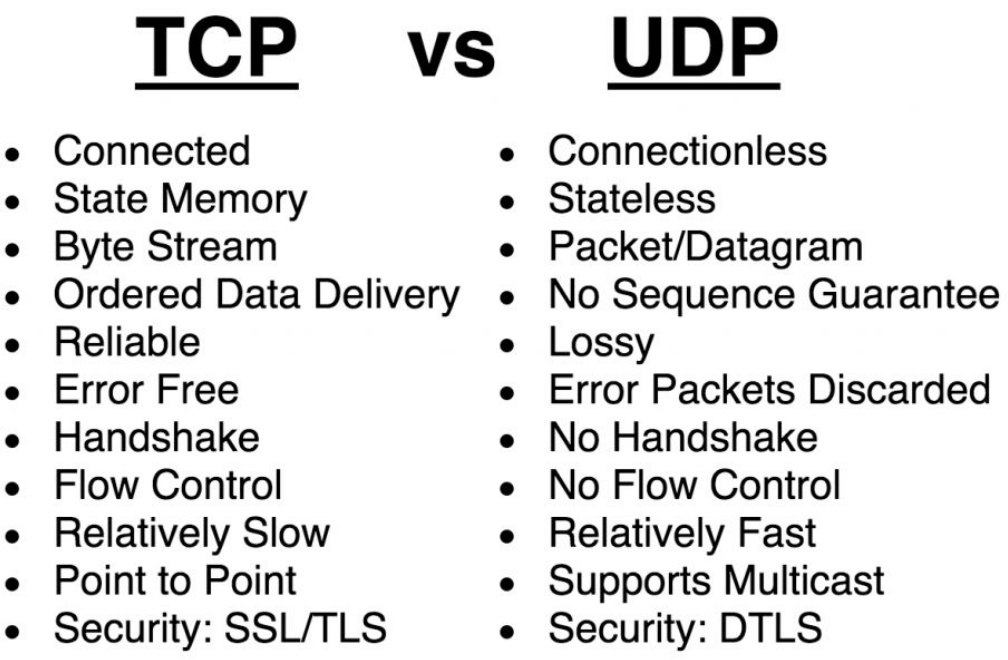 TCP vs UDP
• Connected
• State Memory
• Byte Stream
• Ordered Data Delivery
• Reliable
• Error Free
• Handshake
• Flow Control
• Relatively Slow
• Point to Point
• Security: SSL/TLS
• Connectionless
• Stateless
• Packet/Datagram
• No Sequence Guarantee
• Lossy
• Error Packets Discarded
• No Handshake
• No Flow Control
• Relatively Fast
• Supports Multicast
• Security: DTLS